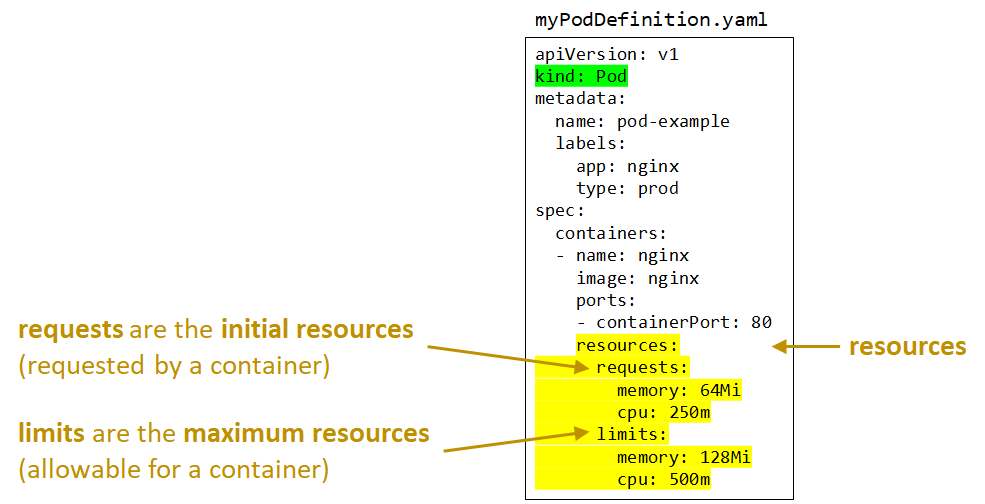 myPodDefinition.yaml
apiVersion: v1
kind: Pod
metadata:
  name: pod-example
  labels:
    app: nginx
    type: prod
spec:
  containers:
  - name: nginx
    image: nginx
    ports:
    - containerPort: 80
    resources:
      requests:
        memory: 64Mi
        cpu: 250m
      limits:
        memory: 128Mi
        cpu: 500m
requests are the initial resources
(requested by a container)
limits are the maximum resources
(allowable for a container)
resources